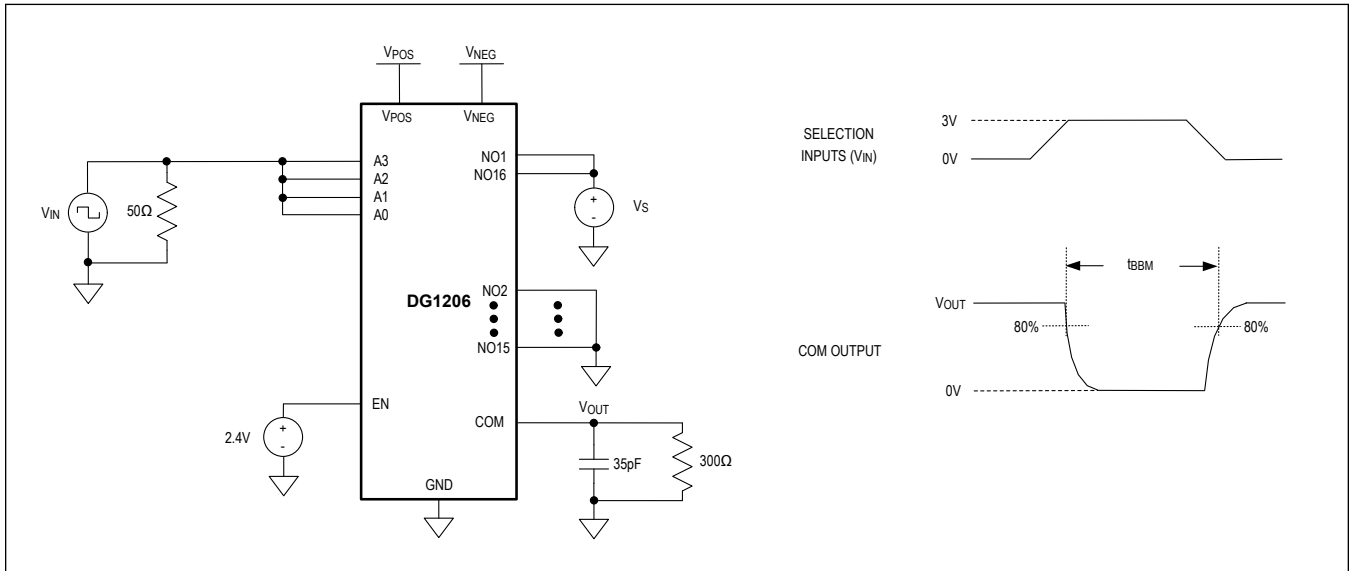 VPOS
VNEG
VPOS
VNEG
A3
A2
A1
A0
VIN
50Ω
NO1
NO16
+
-
VS
DG1206
NO2
NO15
EN
+
-
2.4V
COM
VOUT
35pF
300Ω
GND
SELECTION
INPUTS (VIN)
3V
0V
tBBM
VOUT
80%
80%
COM OUTPUT
0V